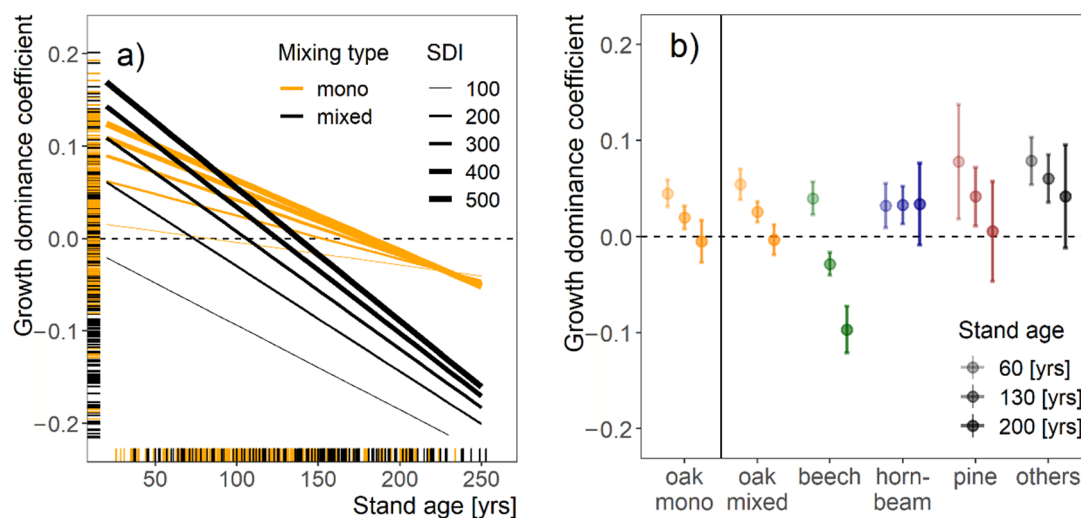 a)
Mixing type
mono
mixed
SDI
100
200
300
400
500
Growth dominance coefficient
0.2
0.1
0.0
−0.1
−0.2
50
100
150
200
250
Stand age [yrs]
b)
Growth dominance coefficient
0.2
0.1
0.0
−0.1
−0.2
Stand age
60 [yrs]
130 [yrs]
200 [yrs]
oak
mono
oak
mixed
beech
horn-
beam
pine
others